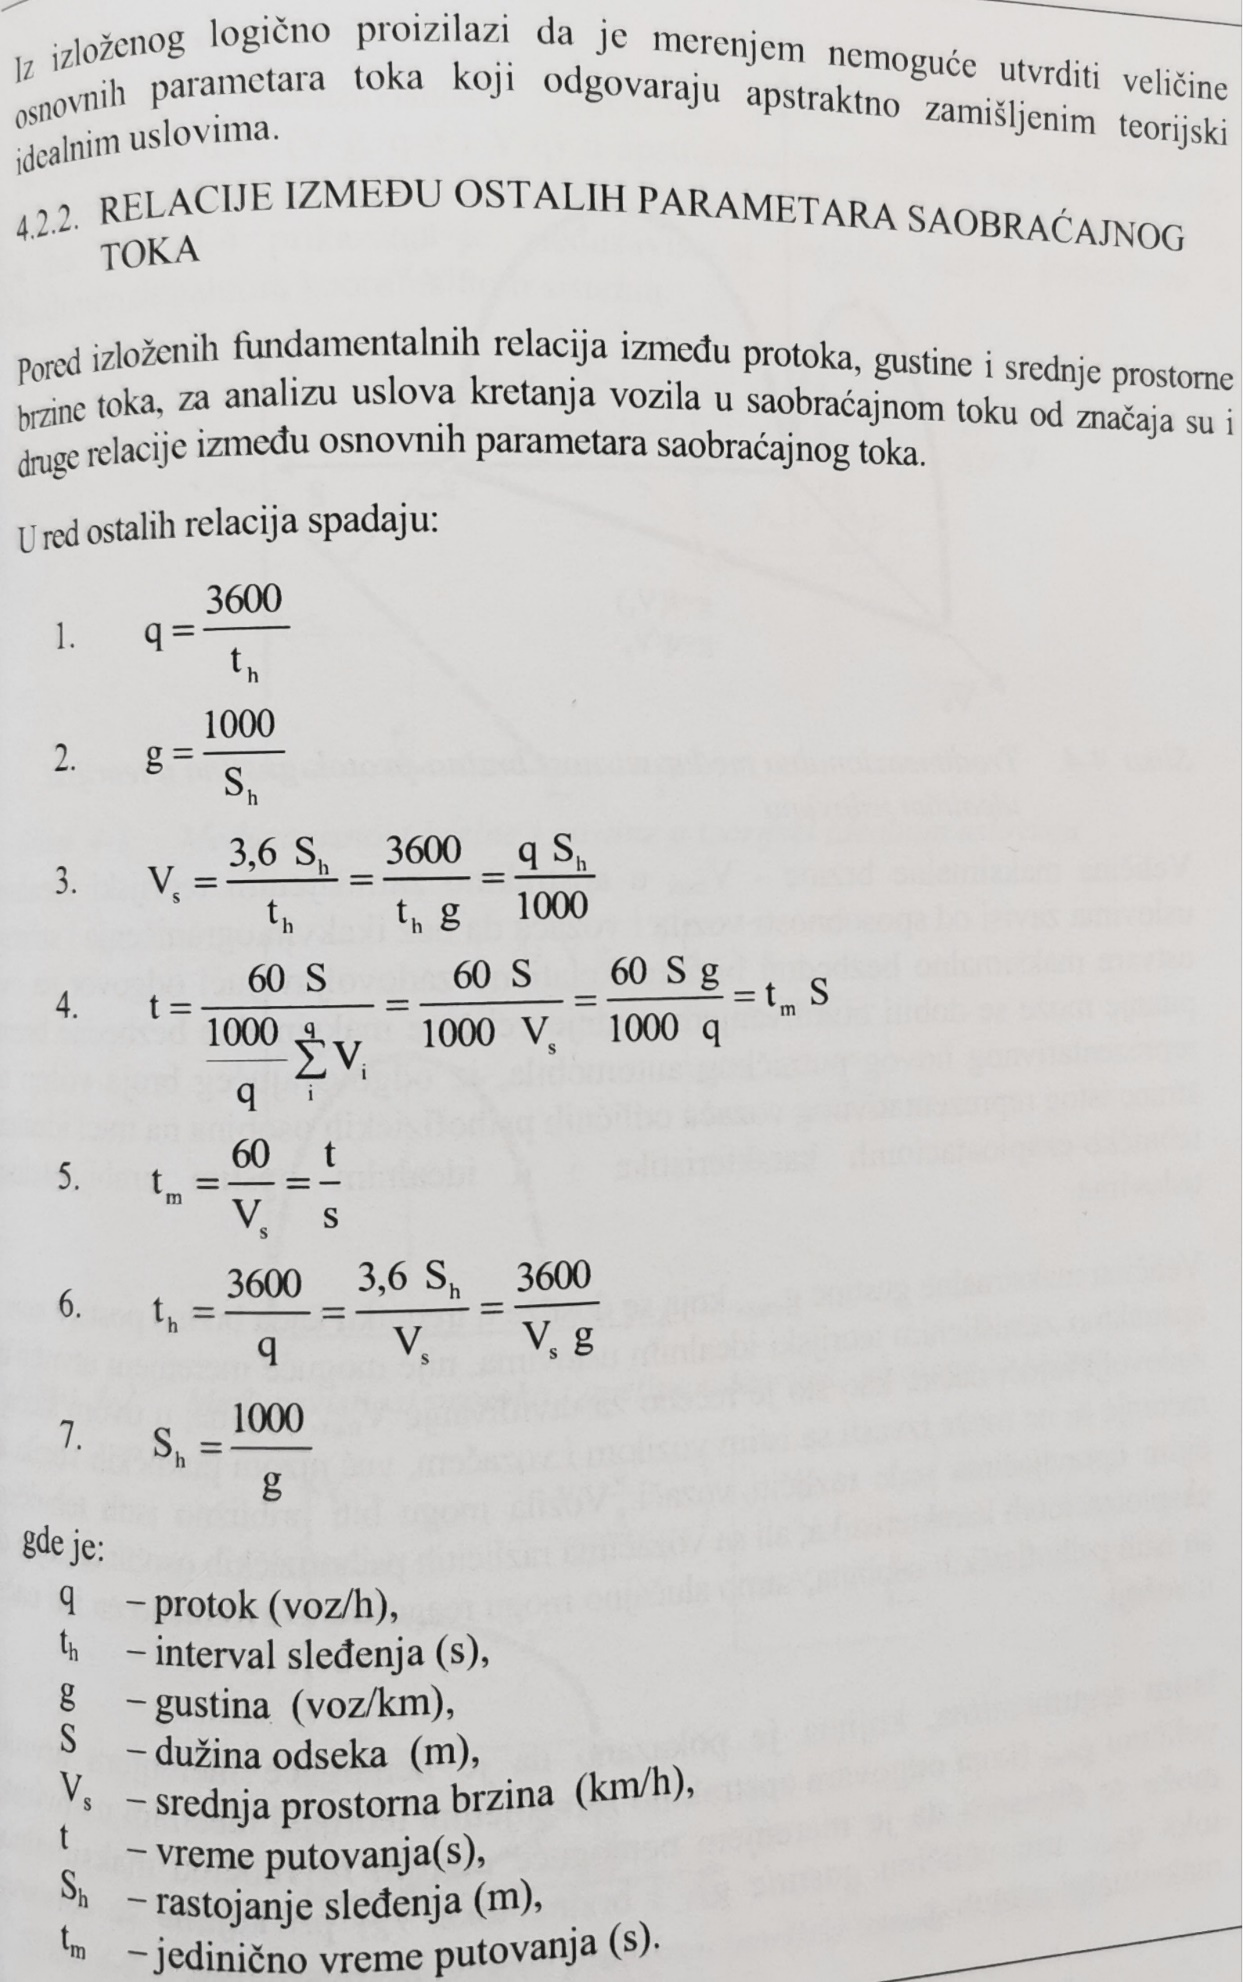 Iz izloženog logično proizilazi da je merenjem nemoguće utvrditi veličine
osnovnih parametara toka koji odgovaraju apstraktno zamišljenim teorijski
idealnim uslovima.
4.2.2. RELACIJE IZMEĐU OSTALIH PARAMETARA SAOBRAĆAJNOG
TOKA
Pored izloženih fundamentalnih relacija između protoka, gustine i srednje prostorne
brzine toka, za analizu uslova kretanja vozila u saobraćajnom toku od značaja su i
druge relacije između osnovnih parametara saobraćajnog toka.
U red ostalih relacija spadaju:
1. q = 3600 / t_h
2. g = 1000 / S_h
3. V_s = 3,6 S_h / t_h = 3600 / t_h g = q S_h / 1000
4. t = 60 S / (1000 / q ∑_i^q V_i) = 60 S / 1000 V_s = 60 S g / 1000 q = t_m S
5. t_m = 60 / V_s = t / s
6. t_h = 3600 / q = 3,6 S_h / V_s = 3600 / V_s g
7. S_h = 1000 / g
gde je:
q – protok (voz/h),
t_h – interval sleđenja (s),
g – gustina (voz/km),
S – dužina odseka (m),
V_s – srednja prostorna brzina (km/h),
t – vreme putovanja(s),
S_h – rastojanje sleđenja (m),
t_m – jedinično vreme putovanja (s).